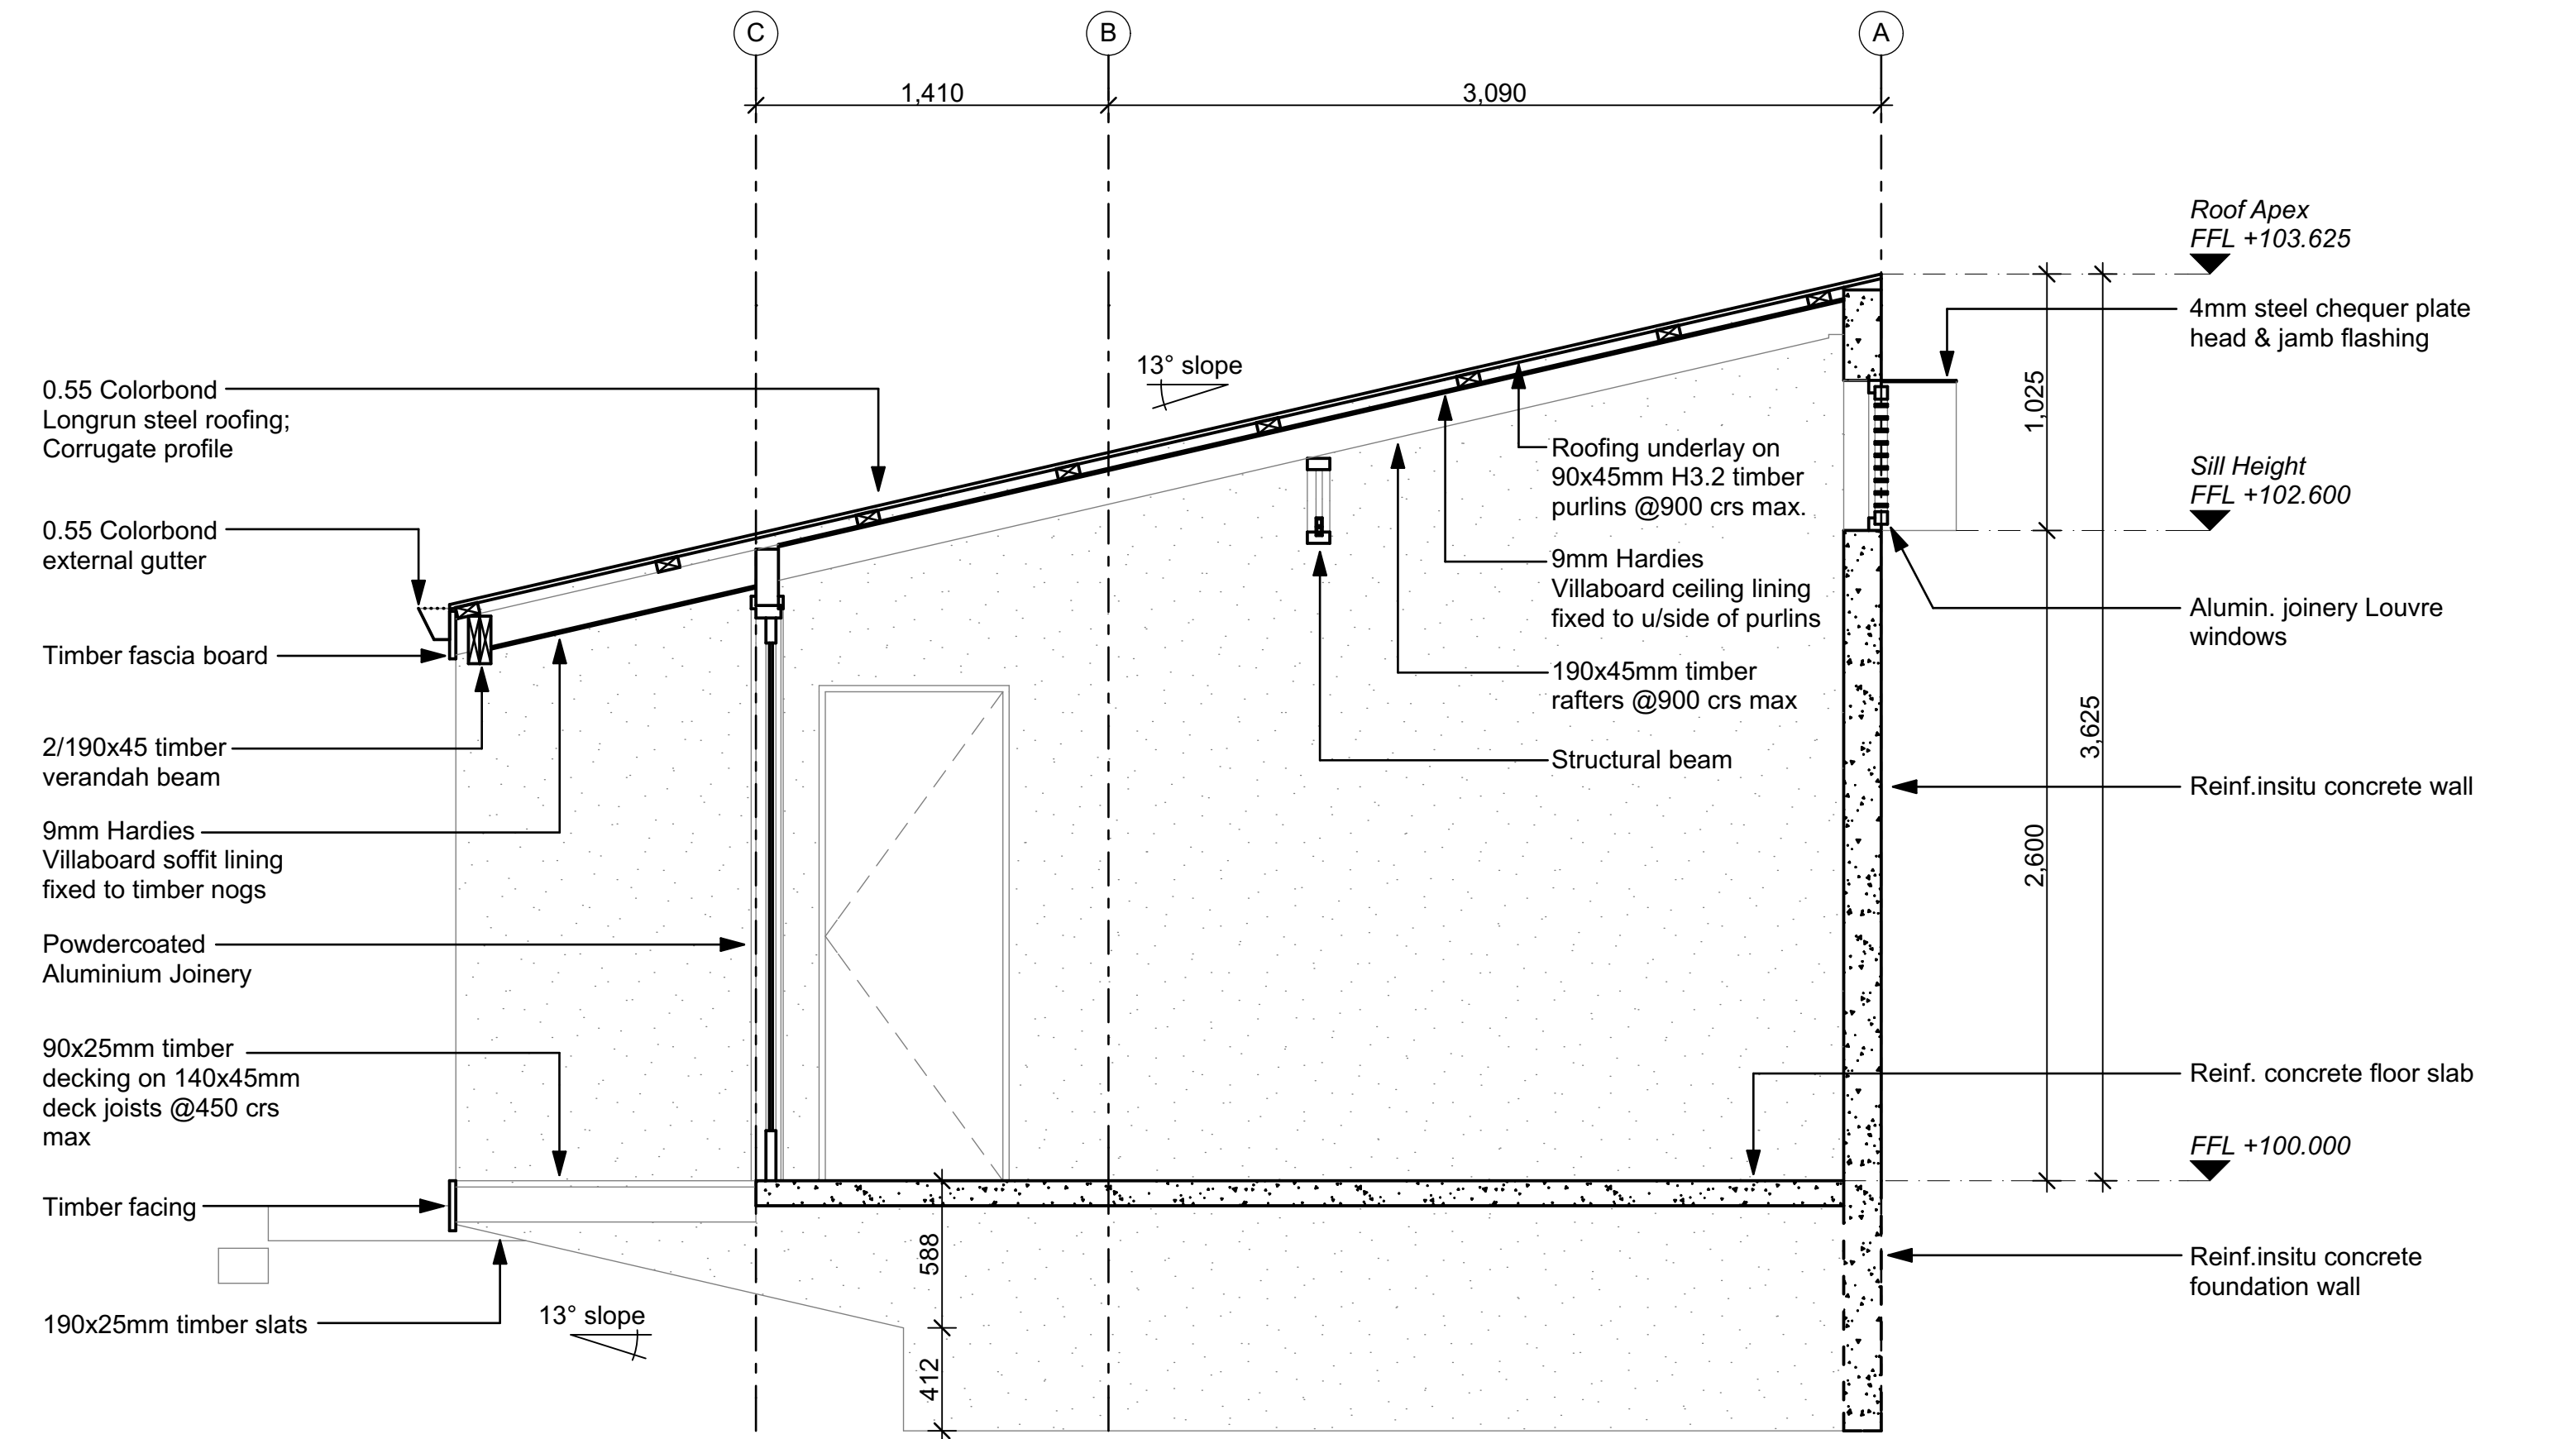 C
B
A
1,410
3,090
Roof Apex
FFL +103.625
4mm steel chequer plate
head & jamb flashing
13° slope
0.55 Colorbond
Longrun steel roofing;
Corrugate profile
1,025
Roofing underlay on
90x45mm H3.2 timber
purlins @900 crs max.
Sill Height
FFL +102.600
0.55 Colorbond
external gutter
9mm Hardies
Villaboard ceiling lining
fixed to u/side of purlins
Alumin. joinery Louvre
windows
Timber fascia board
190x45mm timber
rafters @900 crs max
3,625
2/190x45 timber
verandah beam
Structural beam
Reinf.insitu concrete wall
9mm Hardies
Villaboard soffit lining
fixed to timber nogs
2,600
Powdercoated
Aluminium Joinery
90x25mm timber
decking on 140x45mm
deck joists @450 crs
max
Reinf. concrete floor slab
FFL +100.000
Timber facing
588
Reinf.insitu concrete
foundation wall
190x25mm timber slats
13° slope
412